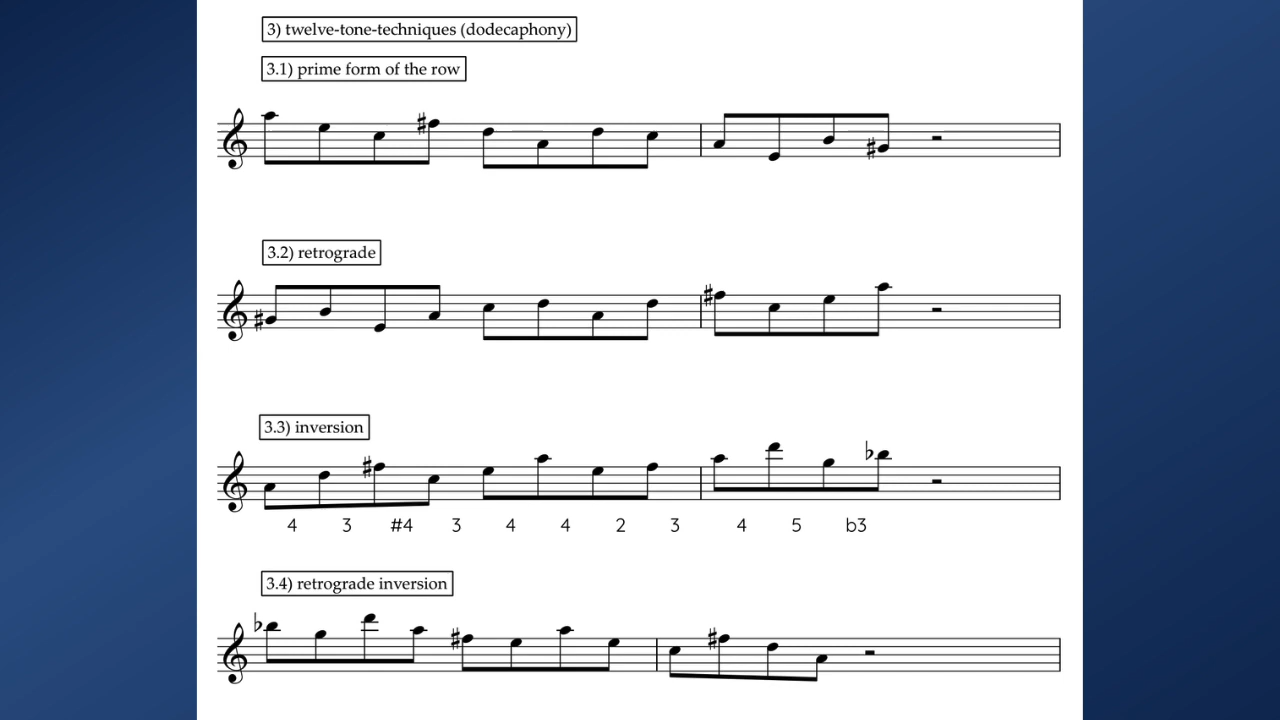 3) twelve-tone-techniques (dodecaphony)
3.1) prime form of the row
3.2) retrograde
3.3) inversion
4 3 #4 3 4 4 2 3 4 5 b3
3.4) retrograde inversion